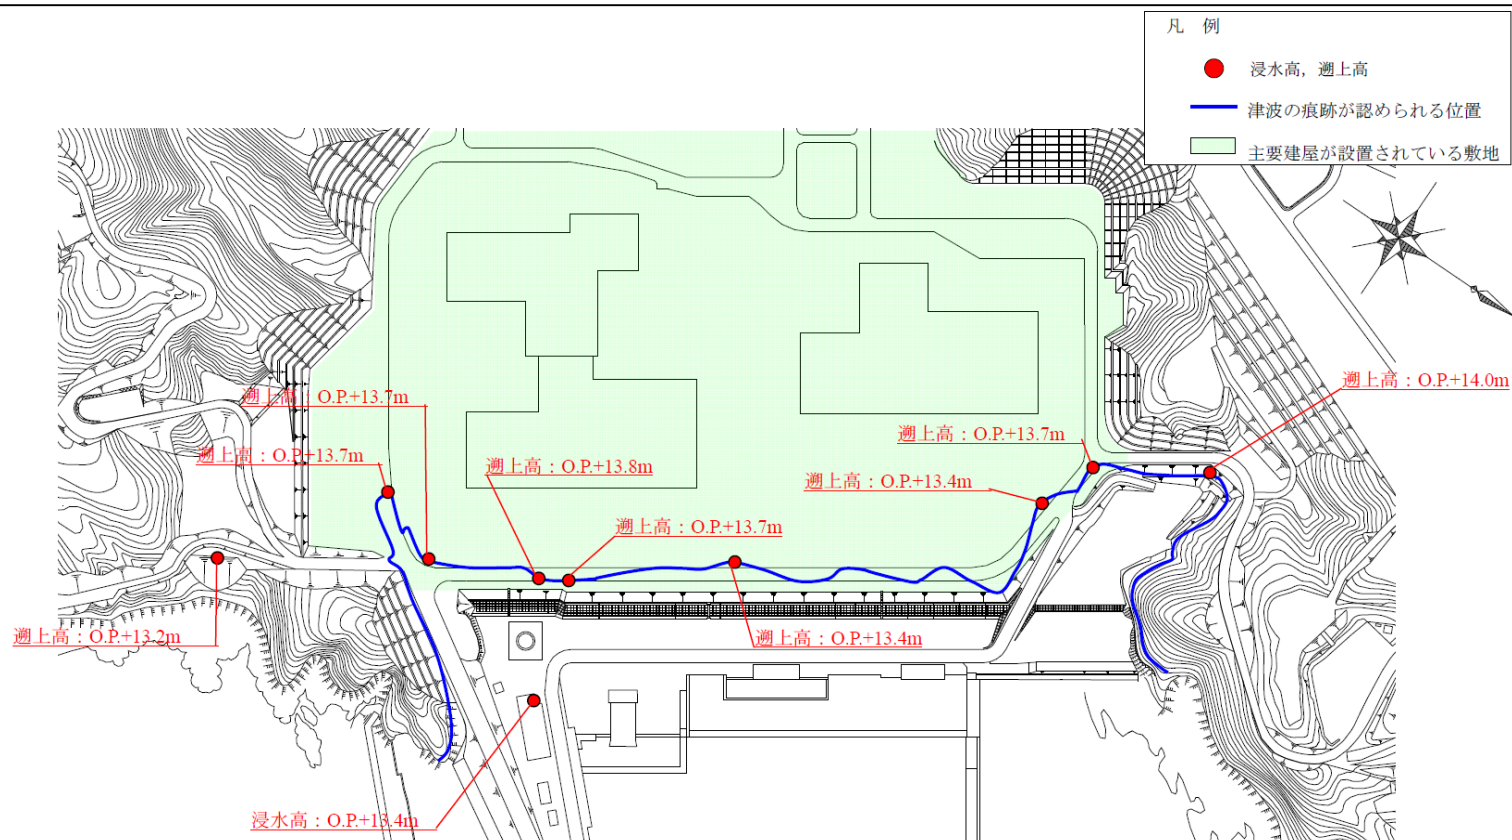 凡 例
浸水高，遡上高
津波の痕跡が認められる位置
主要建屋が設置されている敷地
遡上高：O.P.+14.0m
遡上高：O.P.+13.7m
遡上高：O.P.+13.7m
遡上高：O.P.+13.7m
遡上高：O.P.+13.8m
遡上高：O.P.+13.4m
遡上高：O.P.+13.7m
遡上高：O.P.+13.2m
遡上高：O.P.+13.4m
浸水高：O.P.+13.4m